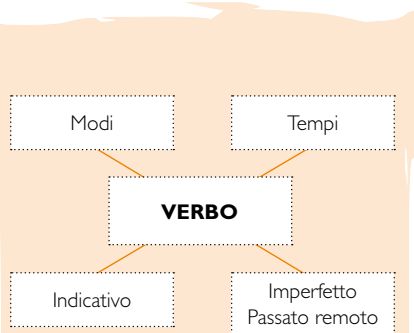 Modi
Tempi
VERBO
Indicativo
Imperfetto
Passato remoto